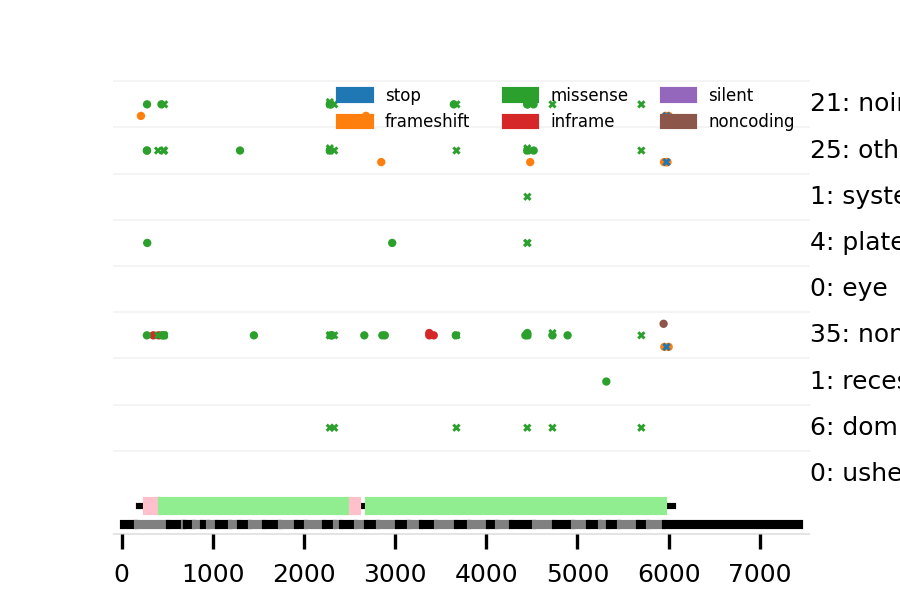 stop missense silent
frameshift inframe noncoding
21: noi
25: oth
1: syste
4: plate
0: eye
35: non
1: reces
6: dom
0: ushe
0 1000 2000 3000 4000 5000 6000 7000